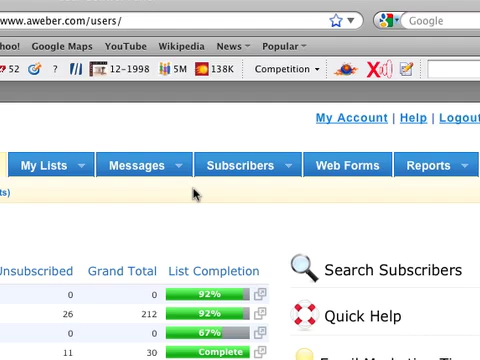 www.aweber.com/users/ Google
hoo! Google Maps YouTube Wikipedia News Popular
52 ? 12-1998 5M 138K Competition
My Account | Help | Logout
My Lists Messages Subscribers Web Forms Reports
ts)
Unsubscribed Grand Total List Completion
0 0 92%
26 212 92%
0 0 67%
11 30 Complete
Search Subscribers
Quick Help
Email Marketing